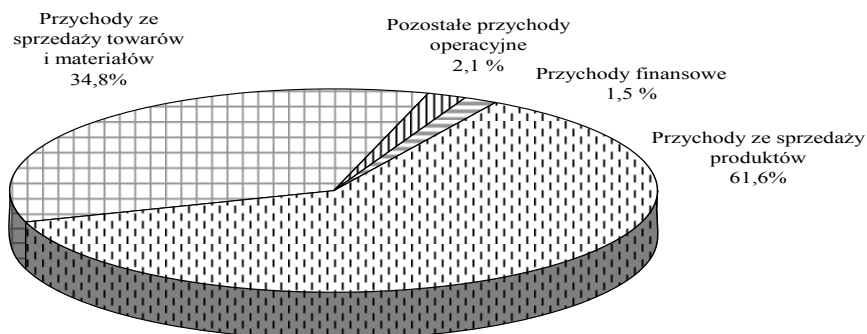 Przychody ze
sprzedaży towarów
i materiałów
34,8%
Pozostałe przychody
operacyjne
2,1 %
Przychody finansowe
1,5 %
Przychody ze sprzedaży
produktów
61,6%